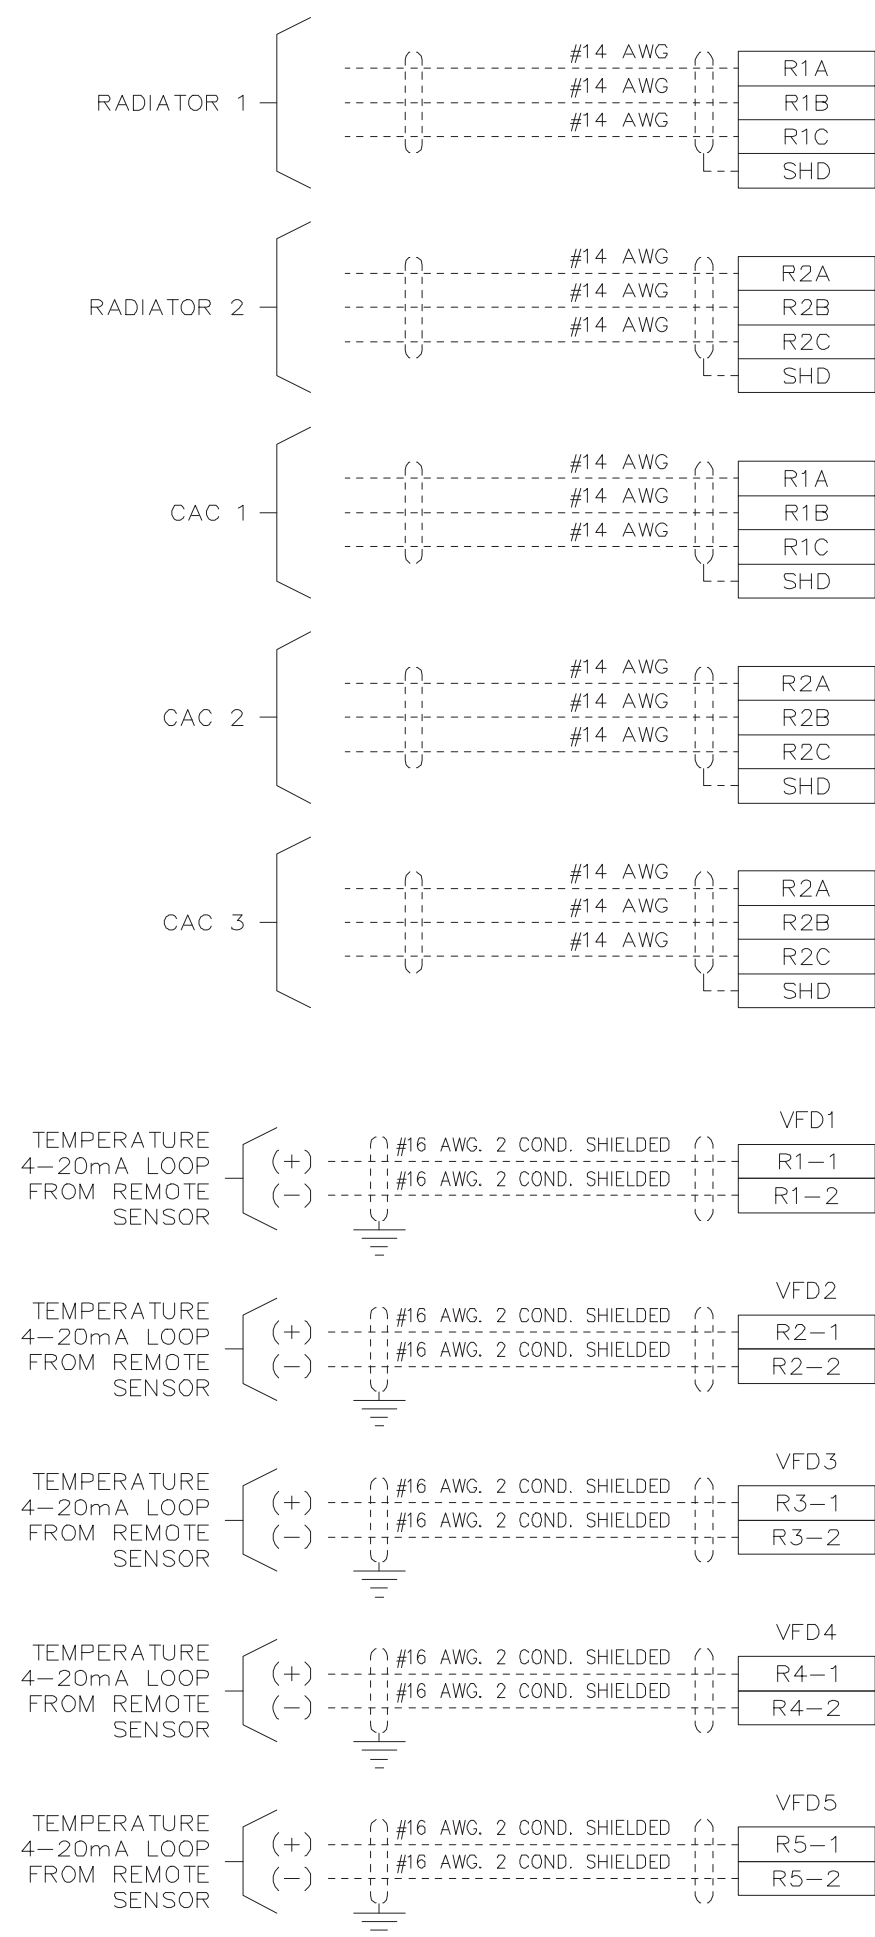 #14 AWG
R1A
#14 AWG
RADIATOR 1
R1B
#14 AWG
R1C
SHD
#14 AWG
R2A
#14 AWG
RADIATOR 2
R2B
#14 AWG
R2C
SHD
#14 AWG
R1A
#14 AWG
CAC 1
R1B
#14 AWG
R1C
SHD
#14 AWG
R2A
#14 AWG
CAC 2
R2B
#14 AWG
R2C
SHD
#14 AWG
R2A
#14 AWG
CAC 3
R2B
#14 AWG
R2C
SHD
TEMPERATURE
4-20mA LOOP
FROM REMOTE
SENSOR
(+)
(-)
#16 AWG. 2 COND. SHIELDED
#16 AWG. 2 COND. SHIELDED
VFD1
R1-1
R1-2
TEMPERATURE
4-20mA LOOP
FROM REMOTE
SENSOR
(+)
(-)
#16 AWG. 2 COND. SHIELDED
#16 AWG. 2 COND. SHIELDED
VFD2
R2-1
R2-2
TEMPERATURE
4-20mA LOOP
FROM REMOTE
SENSOR
(+)
(-)
#16 AWG. 2 COND. SHIELDED
#16 AWG. 2 COND. SHIELDED
VFD3
R3-1
R3-2
TEMPERATURE
4-20mA LOOP
FROM REMOTE
SENSOR
(+)
(-)
#16 AWG. 2 COND. SHIELDED
#16 AWG. 2 COND. SHIELDED
VFD4
R4-1
R4-2
TEMPERATURE
4-20mA LOOP
FROM REMOTE
SENSOR
(+)
(-)
#16 AWG. 2 COND. SHIELDED
#16 AWG. 2 COND. SHIELDED
VFD5
R5-1
R5-2